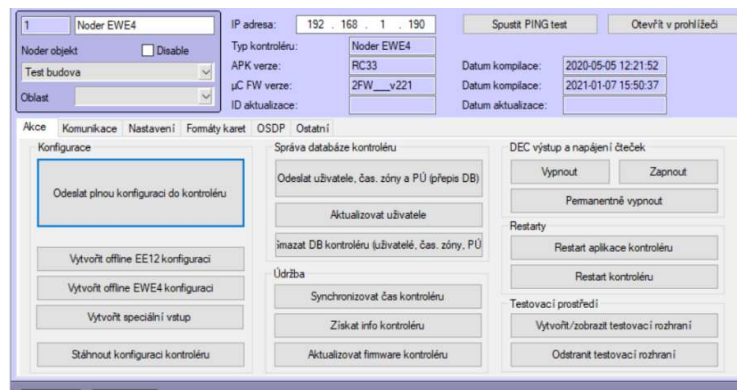 1 Noder EWE4 IP adresa: 192 . 168 . 1 . 190 Spustit PING test Otevřít v prohlížeči
Noder objekt Disable Typ kontroléru: Noder EWE4
Test budova APK verze: RC33 Datum kompilace: 2020-05-05 12:21:52
Oblast µC FW verze: 2FW___v221 Datum kompilace: 2021-01-07 15:50:37
ID aktualizace: Datum aktualizace:
Akce Komunikace Nastavení Formáty karet OSDP Ostatní
Konfigurace
Odeslat plnou konfiguraci do kontroléru
Vytvořit offline EE12 konfiguraci
Vytvořit offline EWE4 konfiguraci
Vytvořit speciální vstup
Stáhnout konfiguraci kontroléru
Správa databáze kontroléru
Odeslat uživatele, čas. zóny a PÚ (přepis DB)
Aktualizovat uživatele
ímazat DB kontroléru (uživatelé, čas. zóny, PÚ
Údržba
Synchronizovat čas kontroléru
Získat info kontroléru
Aktualizovat firmware kontroléru
DEC výstup a napájení čteček
Vypnout Zapnout
Permanentně vypnout
Restarty
Restart aplikace kontroléru
Restart kontroléru
Testovací prostředí
Vytvořt/zobrazit testovací rozhraní
Odstranit testovací rozhraní